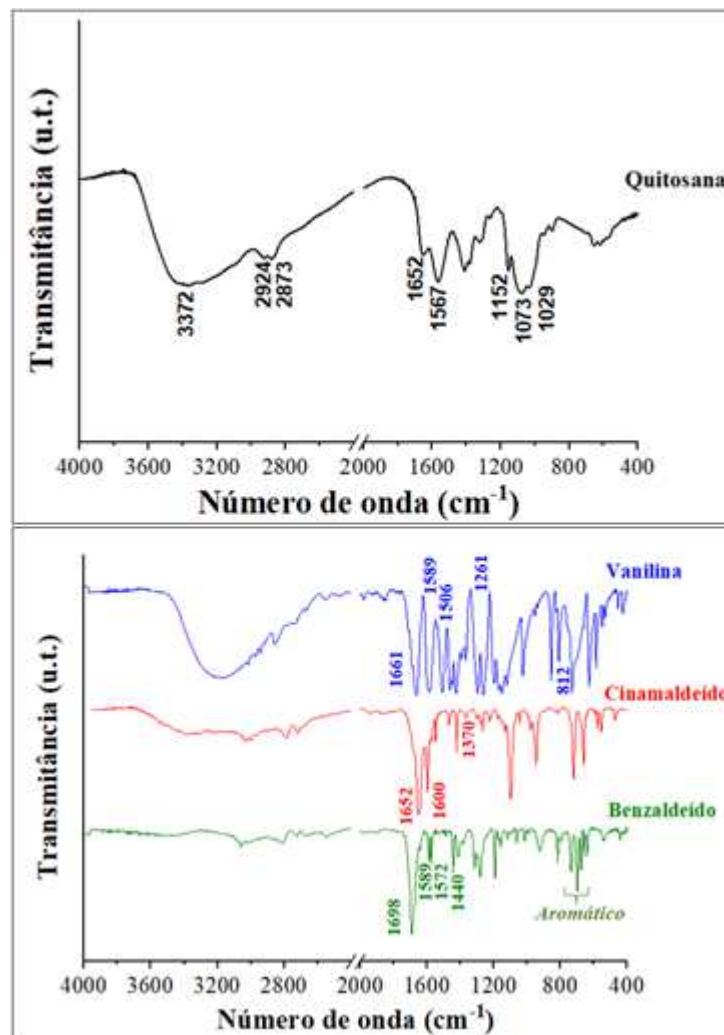 Transmitância (u.t.)
Quitosana
3372
2924
2873
1652
1567
1152
1073
1029
4000 3600 3200 2800 2000 2000 1600 1200 800 400
Número de onda (cm-1)
Transmitância (u.t.)
Vanilina
1661
1589
1506
1261
812
Cinamaldeído
1652
1600
1370
Benzaldeído
1698
1589
1572
1440
Aromático
4000 3600 3200 2800 2000 2000 1600 1200 800 400
Número de onda (cm-1)